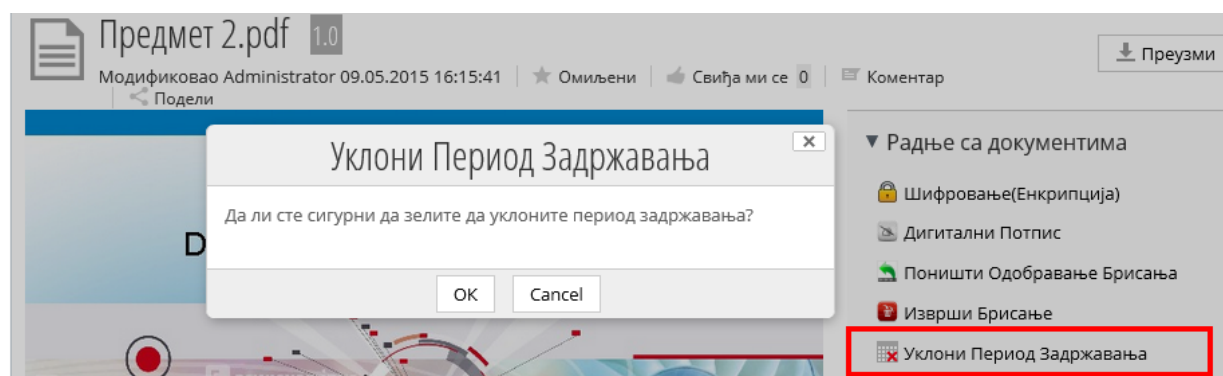 Предмет 2.pdf 1.0
Преузми
Модификовао Administrator 09.05.2015 16:15:41 Омиљени Свиђа ми се 0 Коментар
Подели
Уклони Период Задржавања
Да ли сте сигурни да зелите да уклоните период задржавања?
OK Cancel
D
Радње са документима
Шифровање(Енкрипција)
Дигитални Потпис
Поништи Одобравање Брисања
Изврши Брисање
Уклони Период Задржавања